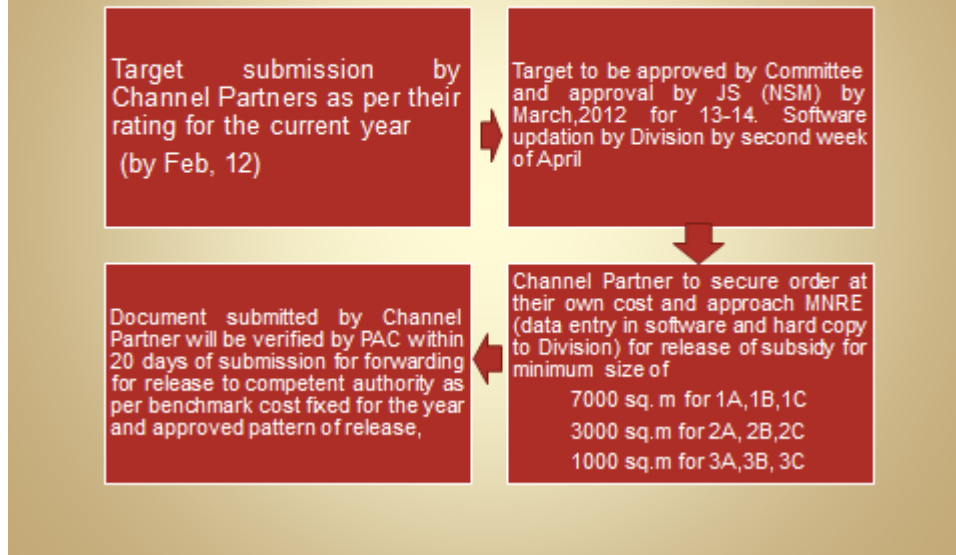 Target submission by
Channel Partners as per their
rating for the current year
(by Feb, 12)
Target to be approved by Committee
and approval by JS (NSM) by
March,2012 for 13-14. Software
updation by Division by second week
of April
Channel Partner to secure order at
their own cost and approach MNRE
(data entry in software and hard copy
to Division) for release of subsidy for
minimum size of
7000 sq. m for 1A,1B,1C
3000 sq.m for 2A, 2B,2C
1000 sq.m for 3A,3B, 3C
Document submitted by Channel
Partner will be verified by PAC within
20 days of submission for forwarding
for release to competent authority as
per benchmark cost fixed for the year
and approved pattern of release,